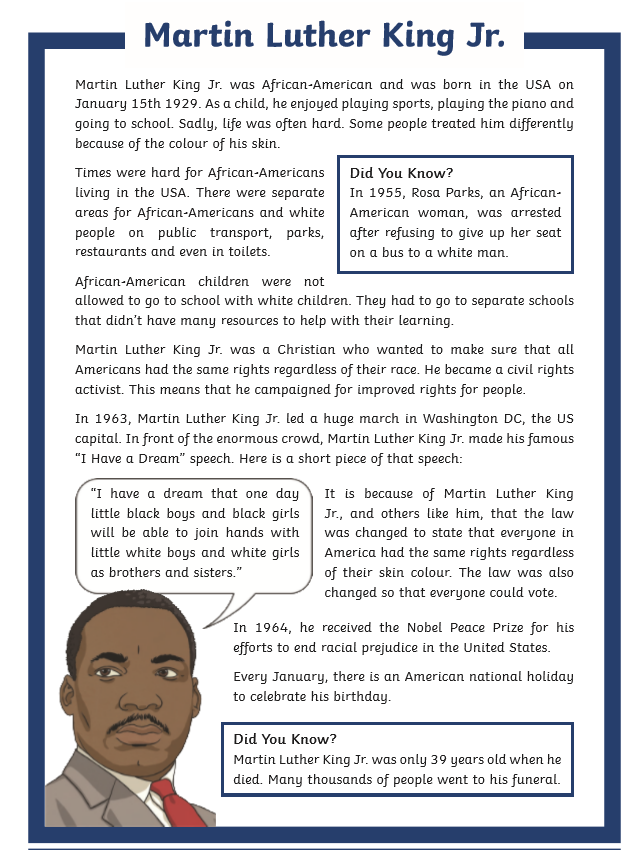 Martin Luther King Jr.
Martin Luther King Jr. was African-American and was born in the USA on
January 15th 1929. As a child, he enjoyed playing sports, playing the piano and
going to school. Sadly, life was often hard. Some people treated him differently
because of the colour of his skin.
Times were hard for African-Americans
living in the USA. There were separate
areas for African-Americans and white
people on public transport, parks,
restaurants and even in toilets.
Did You Know?
In 1955, Rosa Parks, an African-
American woman, was arrested
after refusing to give up her seat
on a bus to a white man.
African-American children were not
allowed to go to school with white children. They had to go to separate schools
that didn't have many resources to help with their learning.
Martin Luther King Jr. was a Christian who wanted to make sure that all
Americans had the same rights regardless of their race. He became a civil rights
activist. This means that he campaigned for improved rights for people.
In 1963, Martin Luther King Jr. led a huge march in Washington DC, the US
capital. In front of the enormous crowd, Martin Luther King Jr. made his famous
"I Have a Dream" speech. Here is a short piece of that speech:
"I have a dream that one day
little black boys and black girls
will be able to join hands with
little white boys and white girls
as brothers and sisters."
It is because of Martin Luther King
Jr., and others like him, that the law
was changed to state that everyone in
America had the same rights regardless
of their skin colour. The law was also
changed so that everyone could vote.
In 1964, he received the Nobel Peace Prize for his
efforts to end racial prejudice in the United States.
Every January, there is an American national holiday
to celebrate his birthday.
Did You Know?
Martin Luther King Jr. was only 39 years old when he
died. Many thousands of people went to his funeral.